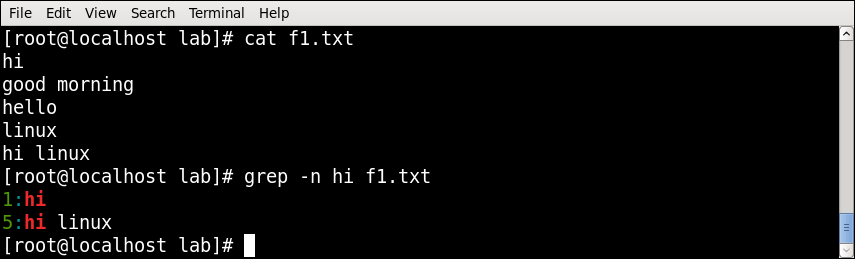 File Edit View Search Terminal Help
[root@localhost lab]# cat f1.txt
hi
good morning
hello
linux
hi linux
[root@localhost lab]# grep -n hi f1.txt
1:hi
5:hi linux
[root@localhost lab]#